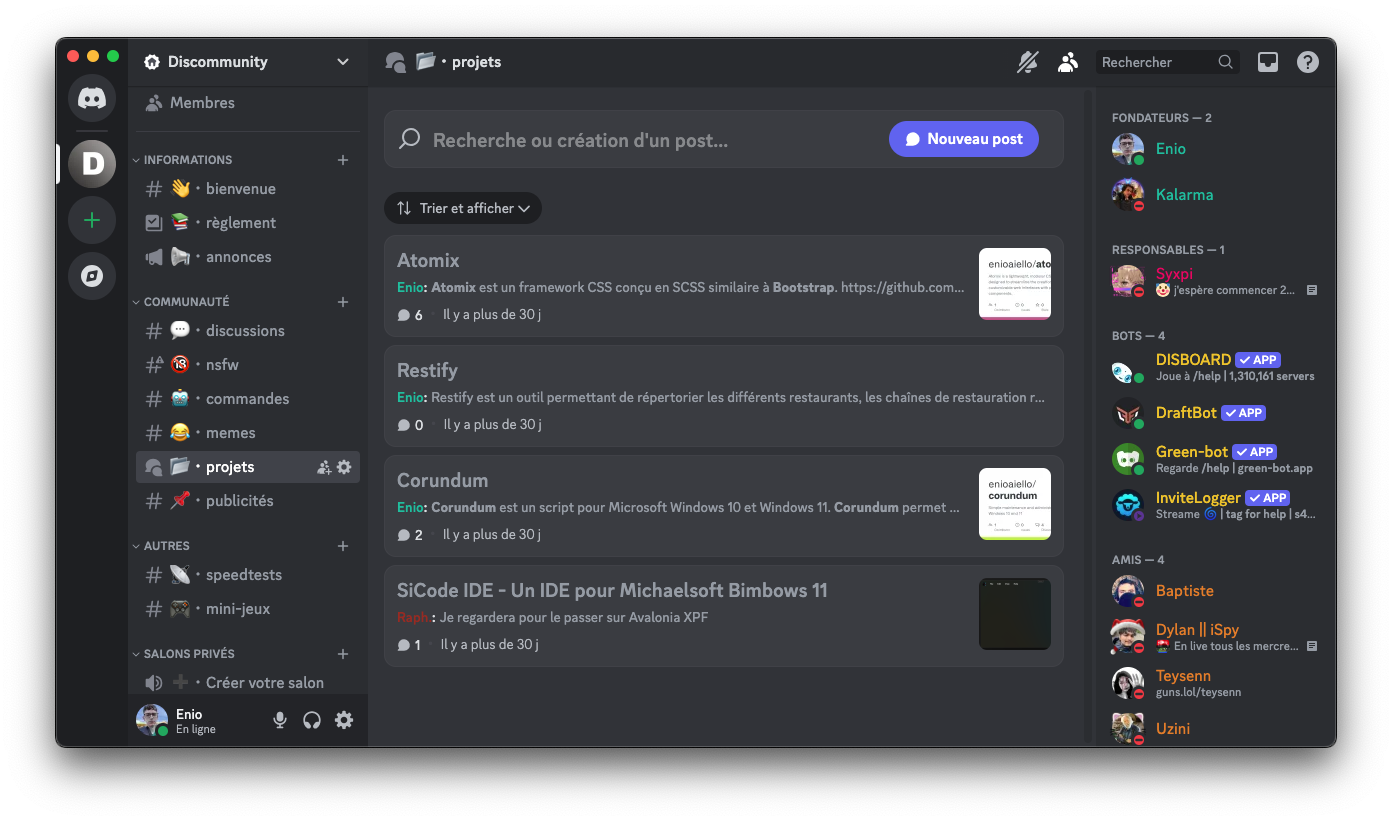 Discommunity
Membres
INFORMATIONS
bienvenue
règlement
annonces
COMMUNAUTÉ
discussions
nsfw
commandes
memes
projets
publicités
AUTRES
speedtests
mini-jeux
SALONS PRIVÉS
Créer votre salon
Enio
En ligne
D
projets
Rechercher
Recherche ou création d'un post...
Nouveau post
Trier et afficher
Atomix
Enio: Atomix est un framework CSS conçu en SCSS similaire à Bootstrap. https://github.com...
6 Il y a plus de 30 j
enioaiello/ato
Restify
Enio: Restify est un outil permettant de répertorier les différents restaurants, les chaînes de restauration r...
0 Il y a plus de 30 j
Corundum
Enio: Corundum est un script pour Microsoft Windows 10 et Windows 11. Corundum permet ...
2 Il y a plus de 30 j
enioaiello/
corundum
SiCode IDE - Un IDE pour Michaelsoft Bimbows 11
Raph.: Je regardera pour le passer sur Avalonia XPF
1 Il y a plus de 30 j
FONDATEURS — 2
Enio
Kalarma
RESPONSABLES — 1
Syxpi
j'espère commencer 2...
BOTS — 4
DISBOARD APP
Joue à /help | 1,310,161 servers
DraftBot APP
Green-bot APP
Regarde /help | green-bot.app
InviteLogger APP
Streame 🌀 | tag for help | s4...
AMIS — 4
Baptiste
Dylan || iSpy
En live tous les mercre...
Teysenn
guns.lol/teysenn
Uzini